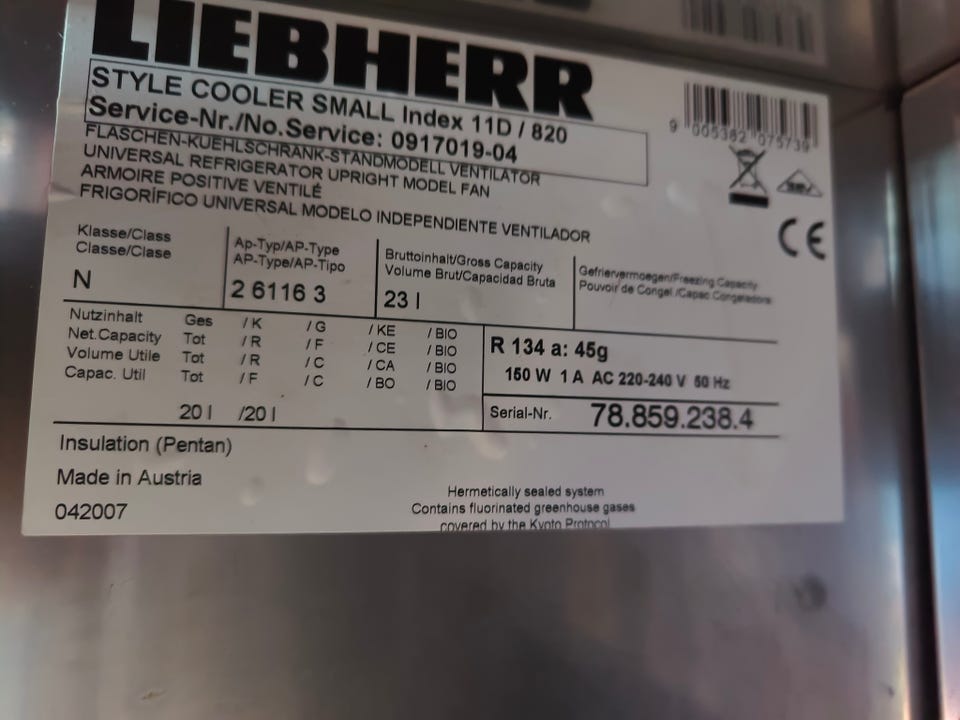 LIEBHERR
STYLE COOLER SMALL Index 11D / 820
Service-Nr./No.Service: 0917019-04
9 005382 075739
FLASCHEN-KUEHLSCHRANK-STANDMODELL VENTILATOR
UNIVERSAL REFRIGERATOR UPRIGHT MODEL FAN
ARMOIRE POSITIVE VENTILÉ
FRIGORÍFICO UNIVERSAL MODELO INDEPENDIENTE VENTILADOR
CE
Klasse/Class
Classe/Clase
N
Ap-Typ/AP-Type
AP-Type/AP-Tipo
2 6116 3
Bruttoinhalt/Gross Capacity
Volume Brut/Capacidad Bruta
23 l
Gefriervermoegen/Freezing Capacity
Pouvoir de Congel./Capac.Congeladora
Nutzinhalt Ges / K / G / KE / BIO
Net.Capacity Tot / R / F / CE / BIO
Volume Utile Tot / R / C / CA / BIO
Capac. Util Tot / F / C / BO / BIO
20 l /20 l
R 134 a: 45g
150 W 1 A AC 220-240 V 50 Hz
Serial-Nr. 78.859.238.4
Insulation (Pentan)
Made in Austria
042007
Hermetically sealed system
Contains fluorinated greenhouse gases
covered by the Kyoto Protocol